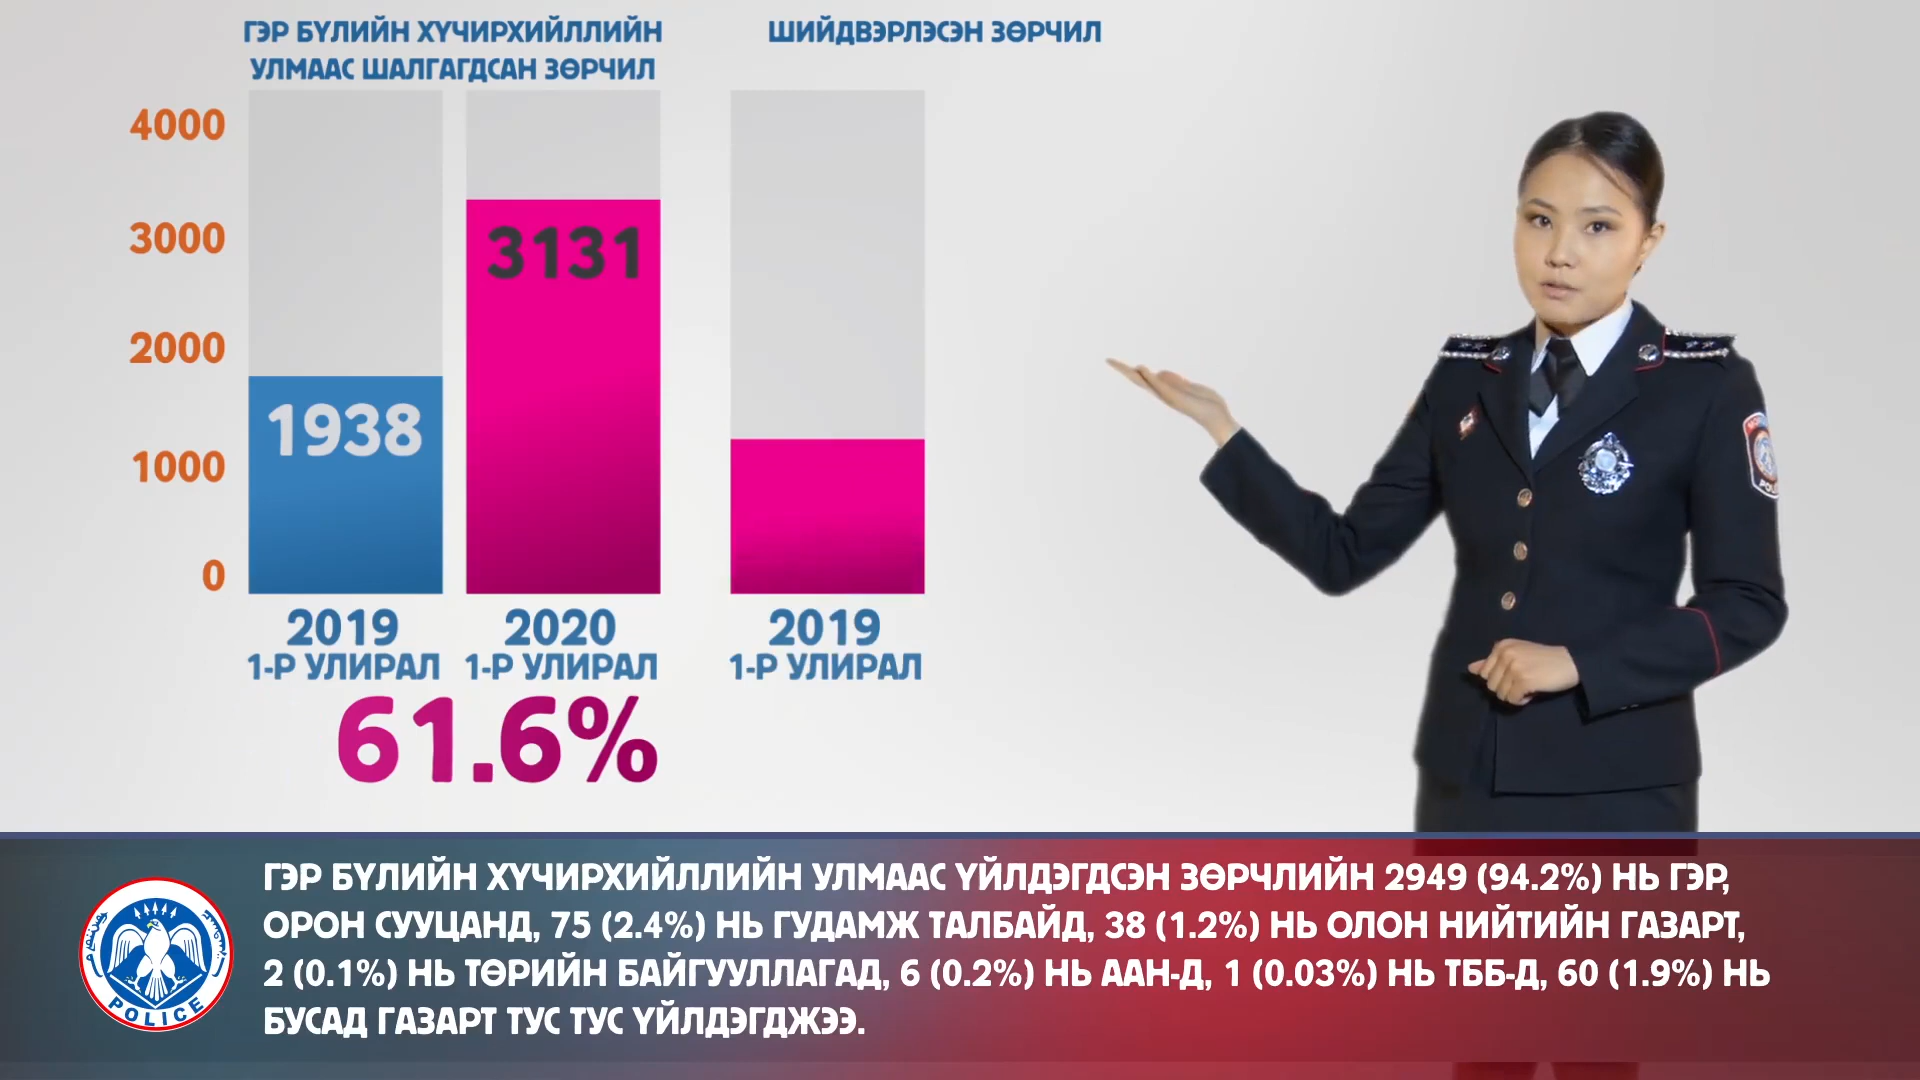 ГЭР БҮЛИЙН ХҮЧИРХИЙЛЛИЙН
УЛМААС ШАЛГАГДСАН ЗӨРЧИЛ
ШИЙДВЭРЛЭСЭН ЗӨРЧИЛ
4000
3000
2000
1000
0
1938
3131
2019
1-Р УЛИРАЛ
2020
1-Р УЛИРАЛ
2019
1-Р УЛИРАЛ
61.6%
ГЭР БҮЛИЙН ХҮЧИРХИЙЛЛИЙН УЛМААС ҮЙЛДЭГДСЭН ЗӨРЧЛИЙН 2949 (94.2%) НЬ ГЭР,
ОРОН СУУЦАНД, 75 (2.4%) НЬ ГУДАМЖ ТАЛБАЙД, 38 (1.2%) НЬ ОЛОН НИЙТИЙН ГАЗАРТ,
2 (0.1%) НЬ ТӨРИЙН БАЙГУУЛЛАГАД, 6 (0.2%) НЬ ААН-Д, 1 (0.03%) НЬ ТББ-Д, 60 (1.9%) НЬ
БУСАД ГАЗАРТ ТУС ТУС ҮЙЛДЭГДЖЭЭ.
POLICE